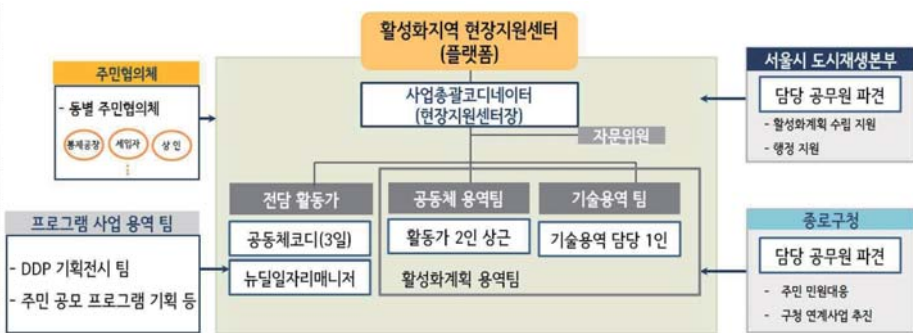 활성화지역 현장지원센터
(플랫폼)
주민협의체
- 동별 주민협의체
봉제공장 세입자 상 인
사업총괄코디네이터
(현장지원센터장)
자문위원
서울시 도시재생본부
담당 공무원 파견
- 활성화계획 수립 지원
- 행정 지원
프로그램 사업 용역 팀
- DDP 기획전시 팀
- 주민 공모 프로그램 기획 등
전담 활동가
공동체코디(3일)
뉴딜일자리매니저
공동체 용역팀
활동가 2인 상근
기술용역 팀
기술용역 담당 1인
활성화계획 용역팀
종로구청
담당 공무원 파견
- 주민 민원대응
- 구청 연계사업 추진